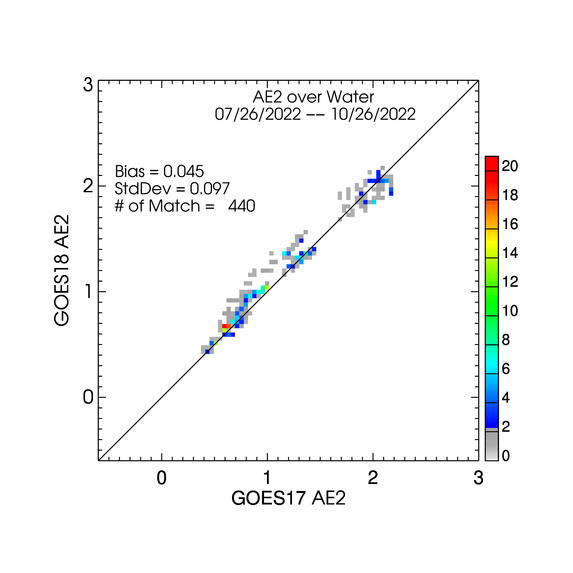 AE2 over Water
07/26/2022 −− 10/26/2022
Bias = 0.045
StdDev = 0.097
# of Match = 440
GOES18 AE2
3
2
1
0
0 1 2 3
GOES17 AE2
20
18
16
14
12
10
8
6
4
2
0